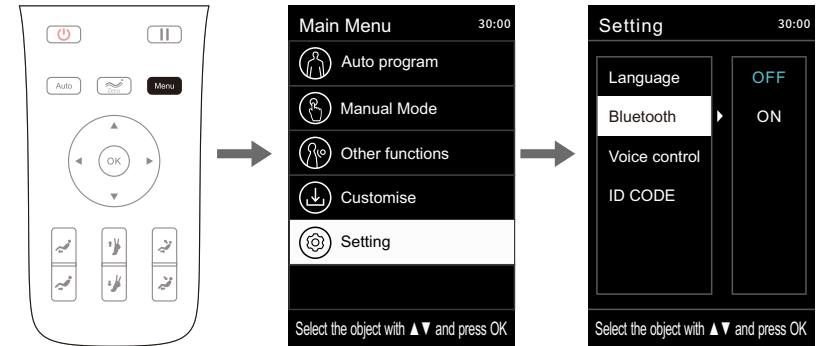 Auto
Zero
Menu
OK
Main Menu 30:00
Auto program
Manual Mode
Other functions
Customise
Setting
Select the object with ▲▼ and press OK
Setting 30:00
Language
Bluetooth
Voice control
ID CODE
OFF
ON
Select the object with ▲▼ and press OK